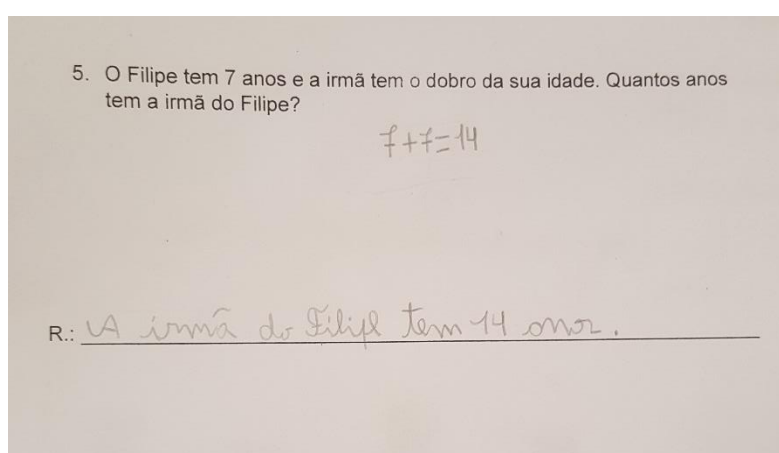 5. O Filipe tem 7 anos e a irmã tem o dobro da sua idade. Quantos anos
tem a irmã do Filipe?
7+7=14
R.: A irmã do Filipe tem 14 anos.